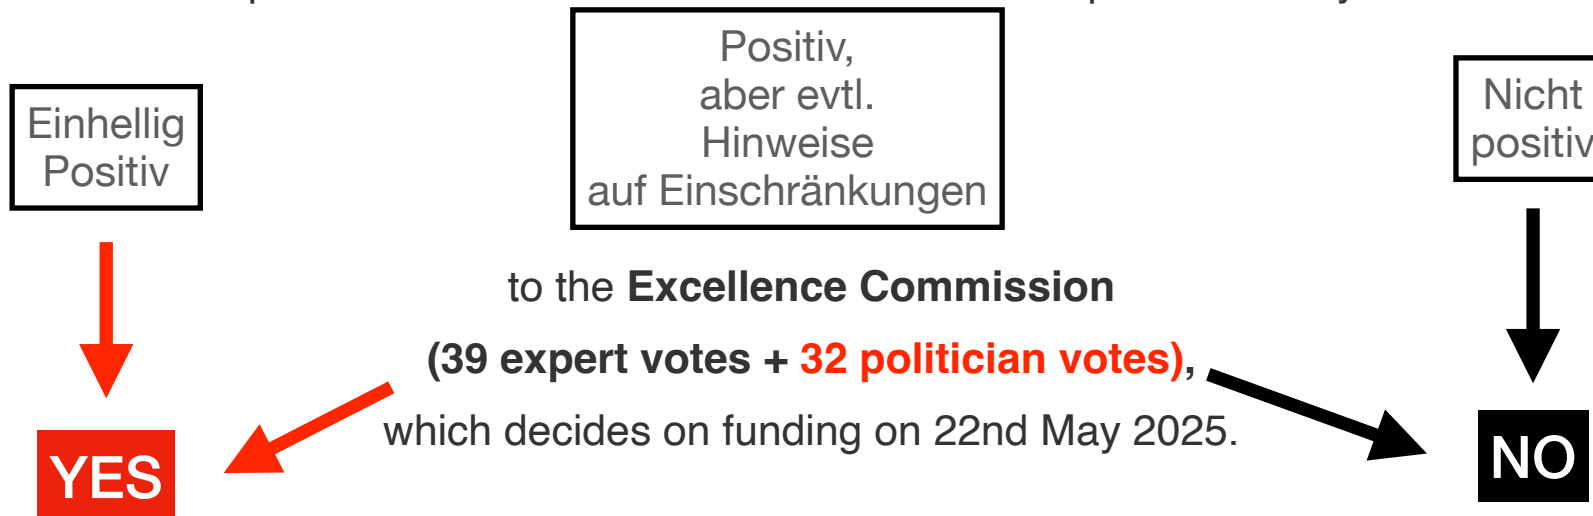 Positiv,
aber evtl.
Hinweise
auf Einschränkungen
Einhellig
Positiv
Nicht
positiv
to the Excellence Commission
(39 expert votes + 32 politician votes),
which decides on funding on 22nd May 2025.
YES
NO